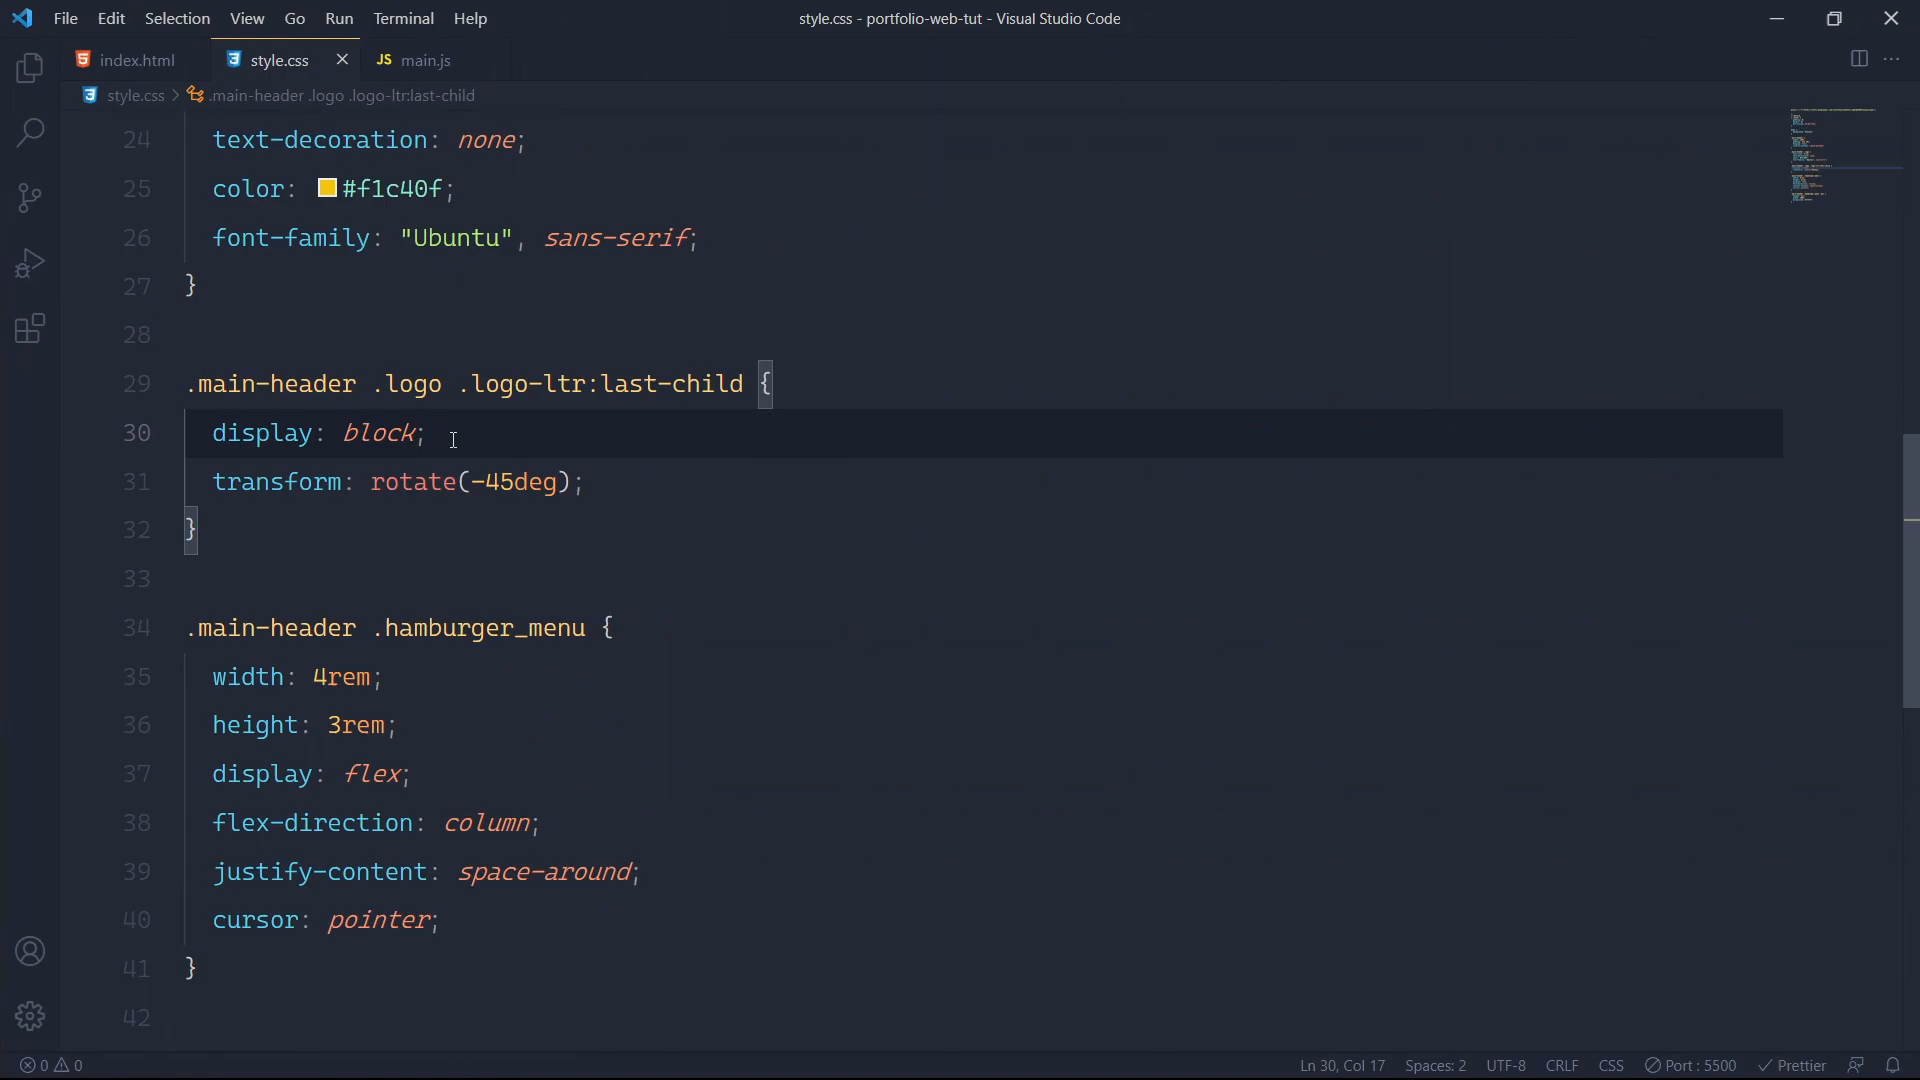 File Edit Selection View Go Run Terminal Help style.css - portfolio-web-tut - Visual Studio Code
index.html style.css JS main.js
style.css > .main-header .logo .logo-ltr:last-child
24 text-decoration: none;
25 color: #f1c40f;
26 font-family: "Ubuntu", sans-serif;
27 }
28
29 .main-header .logo .logo-ltr:last-child {
30 display: block;
31 transform: rotate(-45deg);
32 }
33
34 .main-header .hamburger_menu {
35 width: 4rem;
36 height: 3rem;
37 display: flex;
38 flex-direction: column;
39 justify-content: space-around;
40 cursor: pointer;
41 }
42
0 0 Ln 30, Col 17 Spaces: 2 UTF-8 CRLF CSS Port : 5500 Prettier